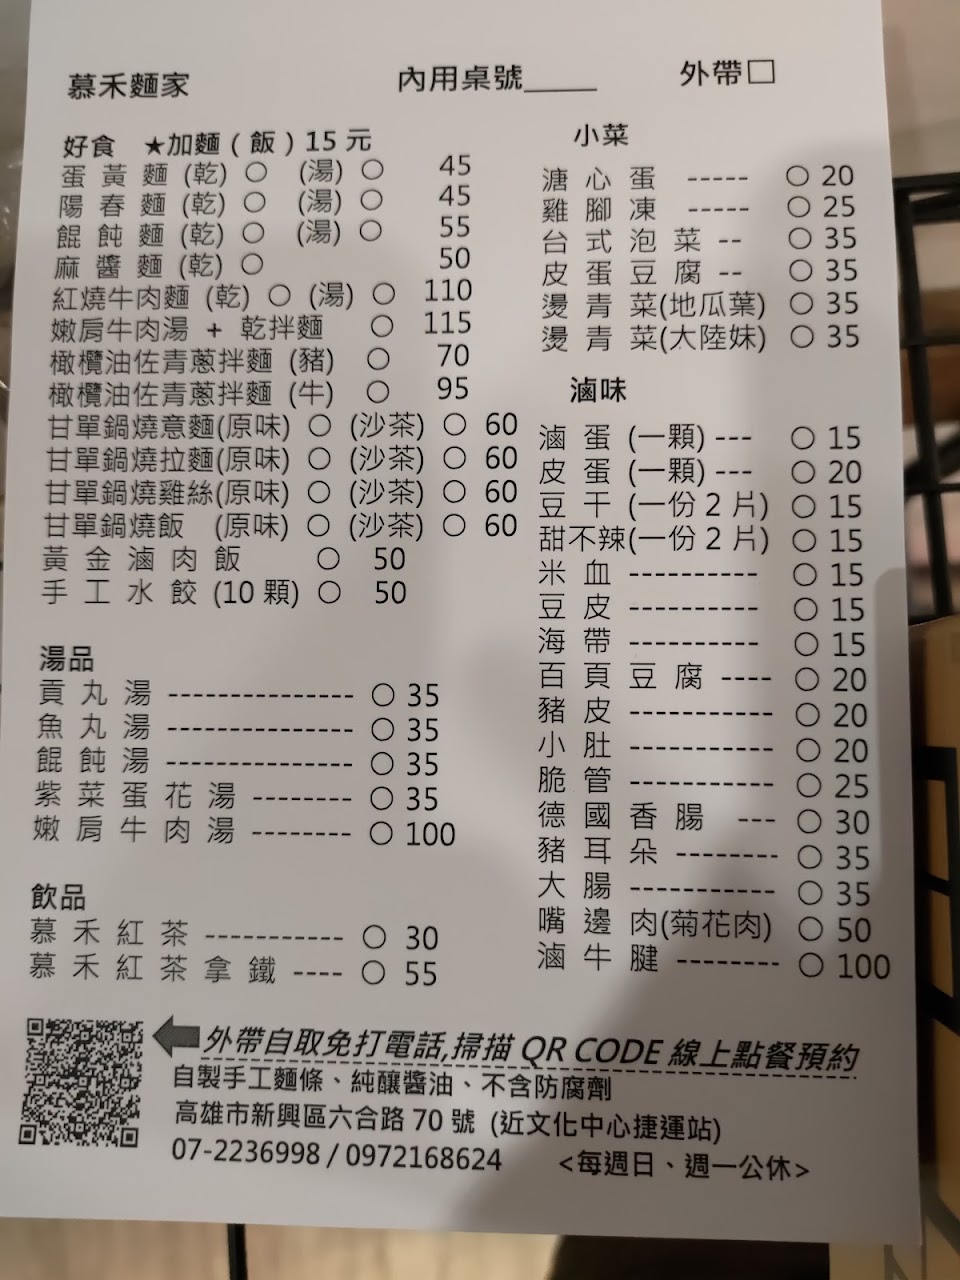 慕禾麵家 內用桌號_____ 外帶□
好食 ★加麵（飯）15 元
蛋黃麵 (乾) ○ (湯) ○ 45
陽春麵 (乾) ○ (湯) ○ 45
餛飩麵 (乾) ○ (湯) ○ 55
麻醬麵 (乾) ○ 50
紅燒牛肉麵 (乾) ○ (湯) ○ 110
嫩肩牛肉湯 + 乾拌麵 ○ 115
橄欖油佐青蔥拌麵 (豬) ○ 70
橄欖油佐青蔥拌麵 (牛) ○ 95
甘單鍋燒意麵(原味) ○ (沙茶) ○ 60
甘單鍋燒拉麵(原味) ○ (沙茶) ○ 60
甘單鍋燒雞絲(原味) ○ (沙茶) ○ 60
甘單鍋燒飯 (原味) ○ (沙茶) ○ 60
黃金滷肉飯 ○ 50
手工水餃 (10 顆) ○ 50
湯品
貢丸湯 --------------- ○ 35
魚丸湯 --------------- ○ 35
餛飩湯 --------------- ○ 35
紫菜蛋花湯 -------- ○ 35
嫩肩牛肉湯 -------- ○ 100
飲品
慕禾紅茶 ----------- ○ 30
慕禾紅茶拿鐵 ---- ○ 55
小菜
溏心蛋 ----- ○ 20
雞腳凍 ----- ○ 25
台式泡菜 -- ○ 35
皮蛋豆腐 -- ○ 35
燙青菜(地瓜葉) ○ 35
燙青菜(大陸妹) ○ 35
滷味
滷蛋 (一顆) --- ○ 15
皮蛋 (一顆) --- ○ 20
豆干 (一份 2 片) ○ 15
甜不辣(一份 2 片) ○ 15
米血 ---------- ○ 15
豆皮 ---------- ○ 15
海帶 ---------- ○ 15
百頁豆腐 ---- ○ 20
豬皮 ----------- ○ 20
小肚 ----------- ○ 20
脆管 ----------- ○ 25
德國香腸 --- ○ 30
豬耳朵 -------- ○ 35
大腸 ----------- ○ 35
嘴邊肉(菊花肉) ○ 50
滷牛腱 -------- ○ 100
外帶自取免打電話,掃描 QR CODE 線上點餐預約
自製手工麵條、純釀醬油、不含防腐劑
高雄市新興區六合路 70 號 (近文化中心捷運站)
07-2236998 / 0972168624 <每週日、週一公休>